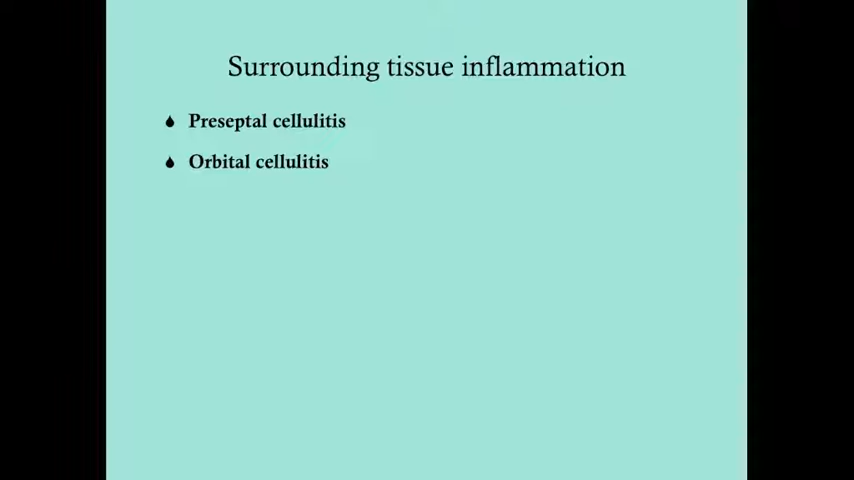 Surrounding tissue inflammation
Preseptal cellulitis
Orbital cellulitis